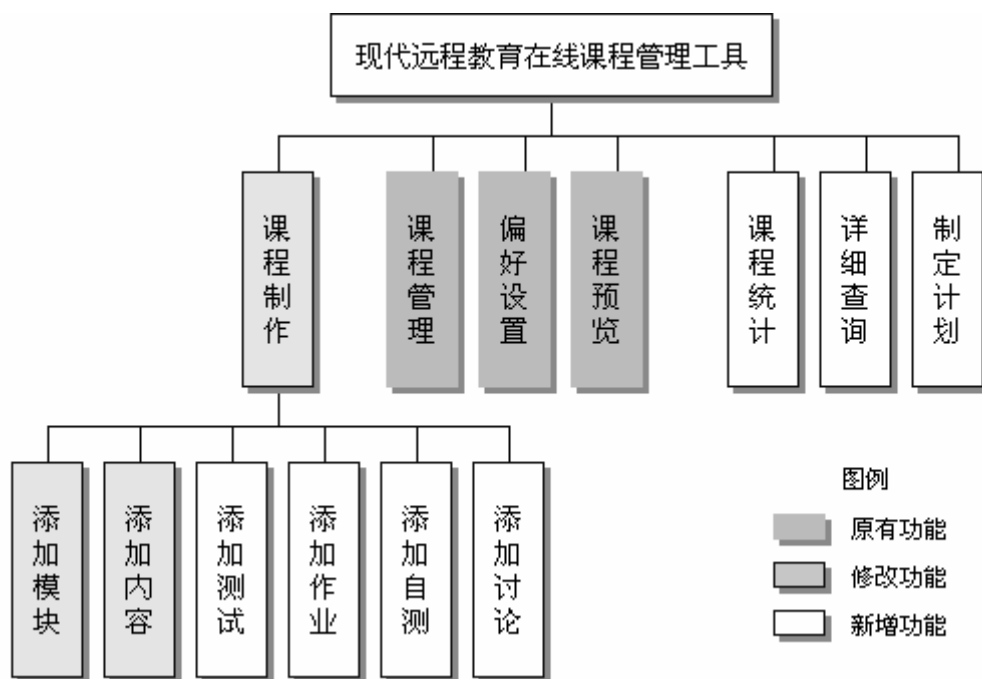 现代远程教育在线课程管理工具
课程制作
课程管理
偏好设置
课程预览
课程统计
详细查询
制定计划
添加模块
添加内容
添加测试
添加作业
添加自测
添加讨论
图例
原有功能
修改功能
新增功能